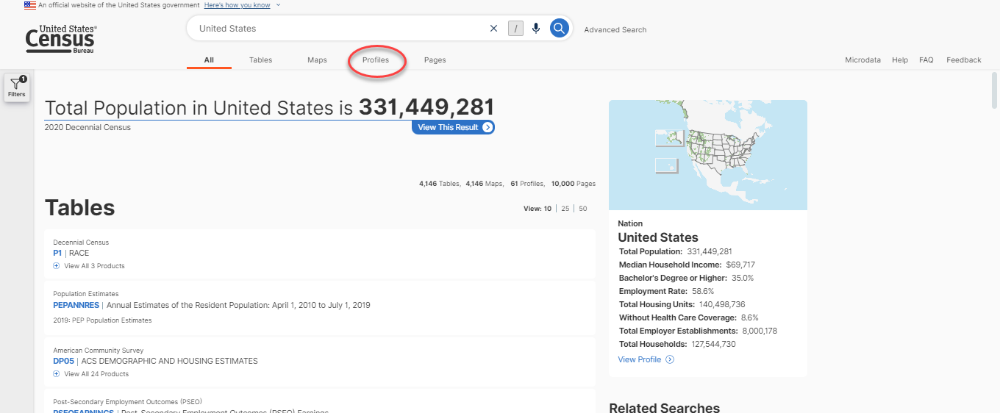 An official website of the United States government Here's how you know
United States®
Census
Bureau
United States
/
Advanced Search
All Tables Maps Profiles Pages
Microdata Help FAQ Feedback
1
Filters
Total Population in United States is 331,449,281
2020 Decennial Census
View This Result
4,146 Tables, 4,146 Maps, 61 Profiles, 10,000 Pages
Tables
View: 10 | 25 | 50
Decennial Census
P1 | RACE
View All 3 Products
Population Estimates
PEPANNRES | Annual Estimates of the Resident Population: April 1, 2010 to July 1, 2019
2019: PEP Population Estimates
American Community Survey
DP05 | ACS DEMOGRAPHIC AND HOUSING ESTIMATES
View All 24 Products
Post-Secondary Employment Outcomes (PSEO)
PSEOEARNINGS | Post-Secondary Employment Outcomes (PSEO) Earnings
Nation
United States
Total Population: 331,449,281
Median Household Income: $69,717
Bachelor's Degree or Higher: 35.0%
Employment Rate: 58.6%
Total Housing Units: 140,498,736
Without Health Care Coverage: 8.6%
Total Employer Establishments: 8,000,178
Total Households: 127,544,730
View Profile
Related Searches